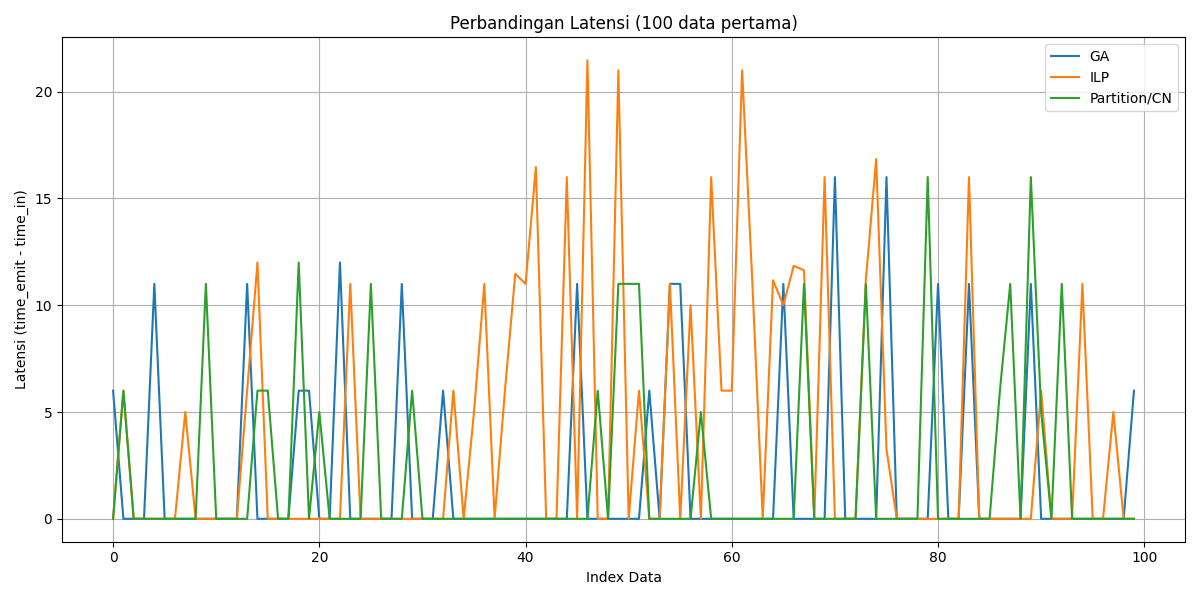 Perbandingan Latensi (100 data pertama)
GA
ILP
Partition/CN
Latensi (time_emit - time_in)
20
15
10
5
0
0
20
40
60
80
100
Index Data